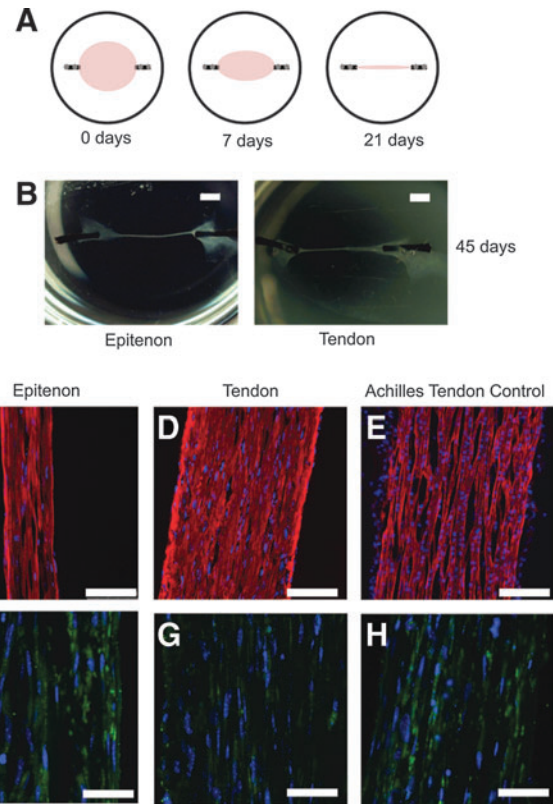 A
0 days
7 days
21 days
B
45 days
Epitenon
Tendon
Epitenon
Tendon
Achilles Tendon Control
D
E
G
H